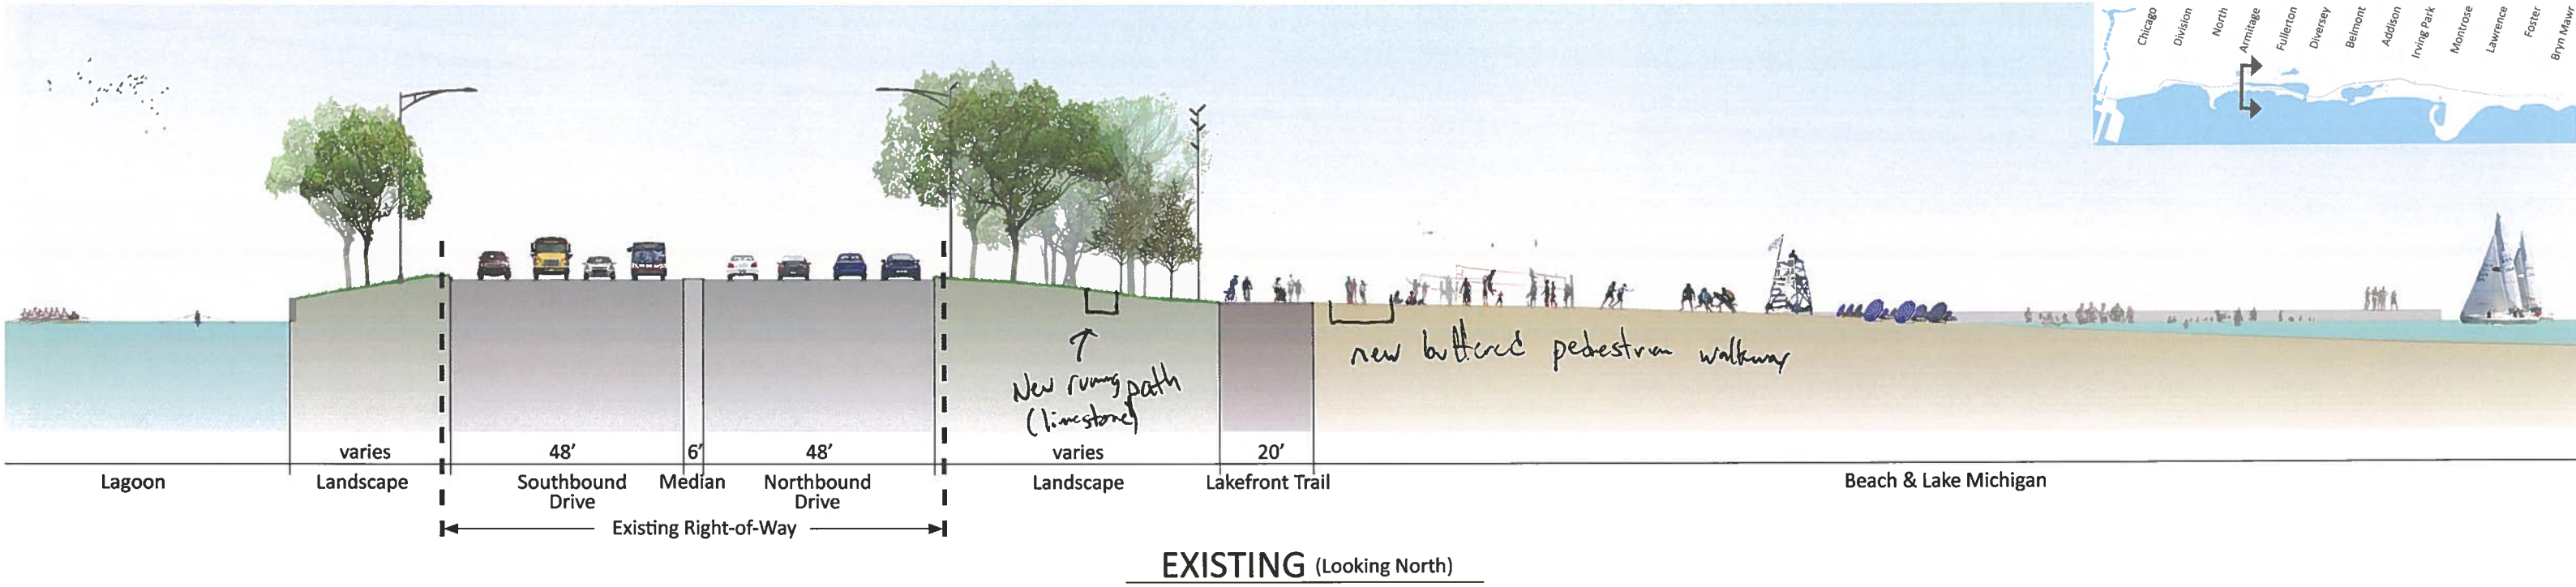 Chicago
Division
North
Armitage
Fullerton
Diversey
Belmont
Addison
Irving Park
Montrose
Lawrence
Foster
Bryn Mawr
new buffered pedestrian walkway
New running path
(limestone)
varies
48'
6'
48'
varies
20'
Lagoon
Landscape
Southbound
Drive
Median
Northbound
Drive
Landscape
Lakefront Trail
Beach & Lake Michigan
Existing Right-of-Way
EXISTING (Looking North)